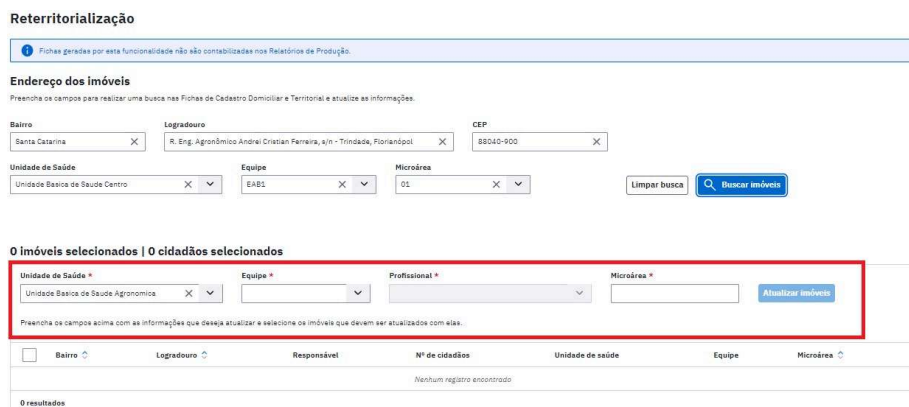 Reterritorialização
Fichas geradas por esta funcionalidade não são contabilizadas nos Relatórios de Produção.
Endereço dos imóveis
Preencha os campos para realizar uma busca nas Fichas de Cadastro Domiciliar e Territorial e atualize as informações.
Bairro Logradouro CEP
Santa Catarina R. Eng. Agronômico Andrei Cristian Ferreira, s/n - Trindade, Florianópol 88040-900
Unidade de Saúde Equipe Microárea
Unidade Basica de Saude Centro EAB1 01 Limpar busca Buscar imóveis
0 imóveis selecionados | 0 cidadãos selecionados
Unidade de Saúde * Equipe * Profissional * Microárea *
Unidade Basica de Saude Agronomica Atualizar imóveis
Preencha os campos acima com as informações que deseja atualizar e selecione os imóveis que devem ser atualizados com elas.
Bairro Logradouro Responsável Nº de cidadãos Unidade de saúde Equipe Microárea
Nenhum registro encontrado
0 resultados